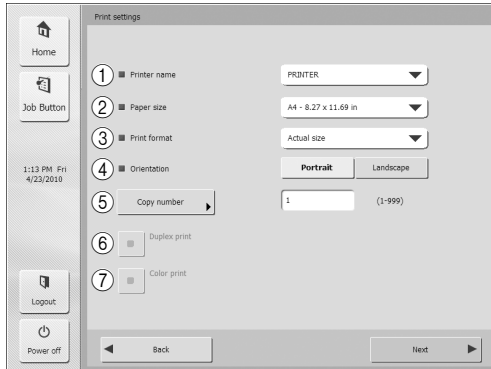 Print settings
Home
Job Button
1:13 PM Fri
4/23/2010
Logout
Power off
1 Printer name PRINTER
2 Paper size A4 - 8.27 x 11.69 in
3 Print format Actual size
4 Orientation Portrait Landscape
5 Copy number 1 (1-999)
6 Duplex print
7 Color print
Back Next